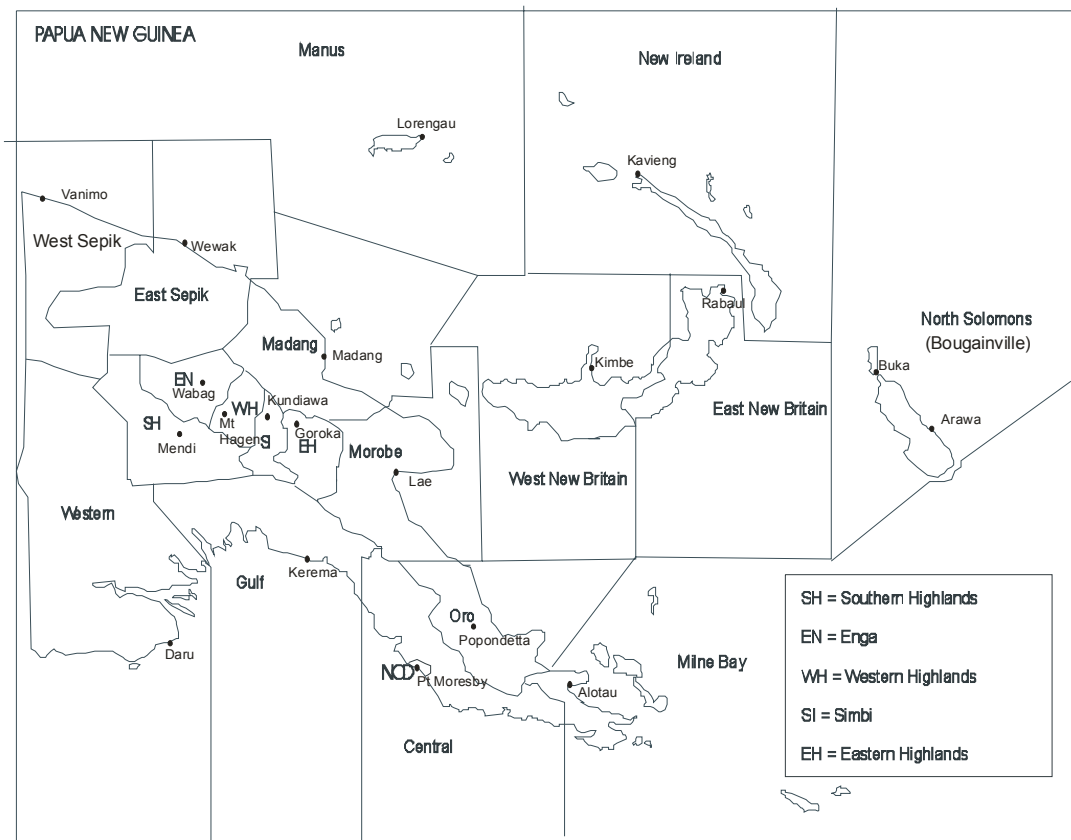 PAPUA NEW GUINEA
Manus
New Ireland
Lorengau
Kavieng
Vanimo
West Sepik
Wewak
East Sepik
Rabaul
North Solomons
(Bougainville)
Madang
Madang
Kimbe
Buka
EN
Wabag
WH
Kundiawa
East New Britain
SH
Mt
Hagen
SI
Goroka
EH
Arawa
Mendi
Morobe
Lae
West New Britain
Western
Kerema
Gulf
SH = Southern Highlands
Oro
Popondetta
EN = Enga
Daru
NCD
Pt Moresby
Milne Bay
WH = Western Highlands
Alotau
SI = Simbi
Central
EH = Eastern Highlands